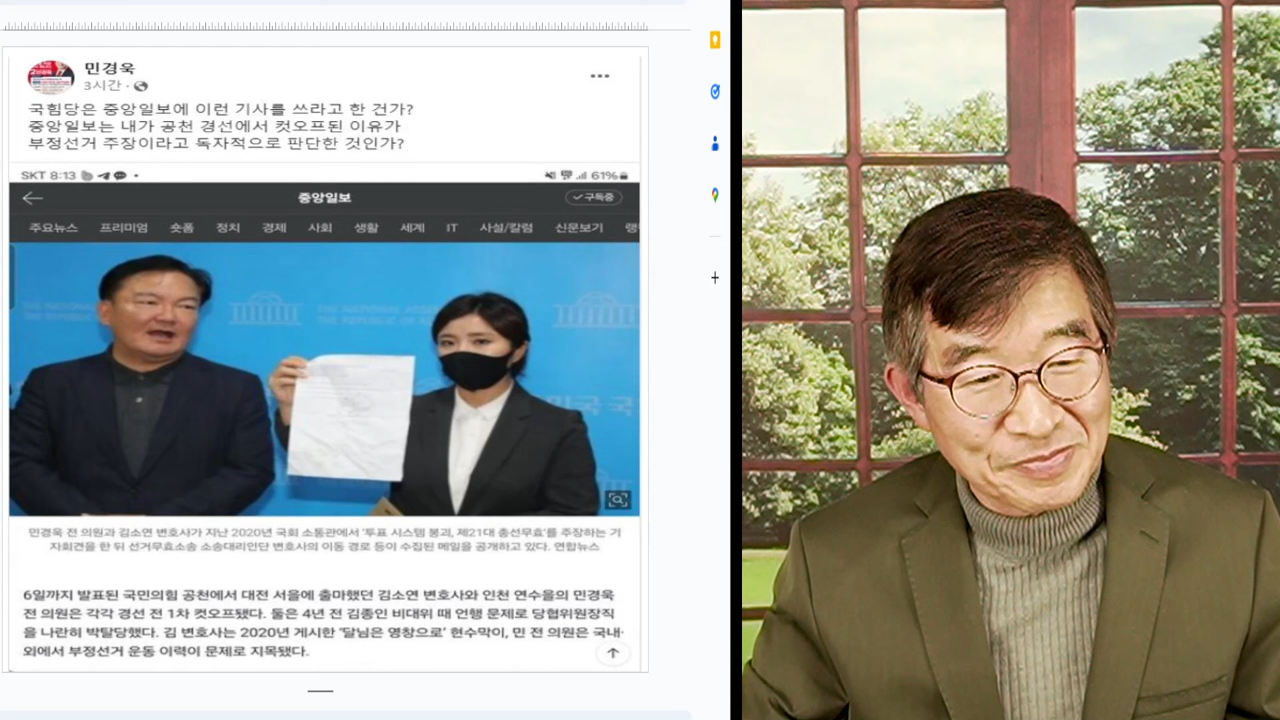 민경욱
3시간 ·
국힘당은 중앙일보에 이런 기사를 쓰라고 한 건가?
중앙일보는 내가 공천 경선에서 컷오프된 이유가
부정선거 주장이라고 독자적으로 판단한 것인가?
SKT 8:13
61%
중앙일보
구독중
주요뉴스 프리미엄 숏폼 정치 경제 사회 생활 세계 IT 사설/칼럼 신문보기
민경욱 전 의원과 김소연 변호사가 지난 2020년 국회 소통관에서 '투표 시스템 붕괴, 제21대 총선무효'를 주장하는 기
자회견을 한 뒤 선거무효소송 소송대리인단 변호사의 이동 경로 등이 수집된 메일을 공개하고 있다. 연합뉴스
6일까지 발표된 국민의힘 공천에서 대전 서을에 출마했던 김소연 변호사와 인천 연수을의 민경욱
전 의원은 각각 경선 전 1차 컷오프됐다. 둘은 4년 전 김종인 비대위 때 언행 문제로 당협위원장직
을 나란히 박탈당했다. 김 변호사는 2020년 게시한 '달님은 영창으로' 현수막이, 민 전 의원은 국내·
외에서 부정선거 운동 이력이 문제로 지목됐다.